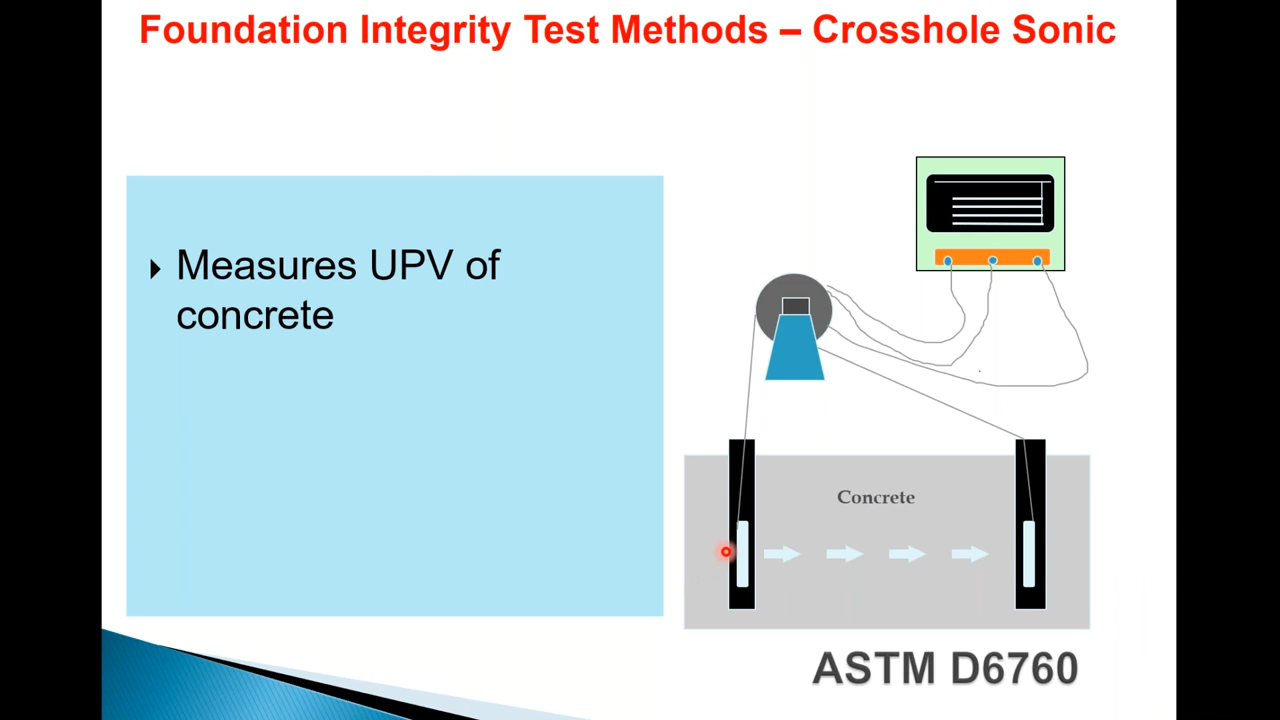 Foundation Integrity Test Methods – Crosshole Sonic
Measures UPV of
concrete
Concrete
ASTM D6760